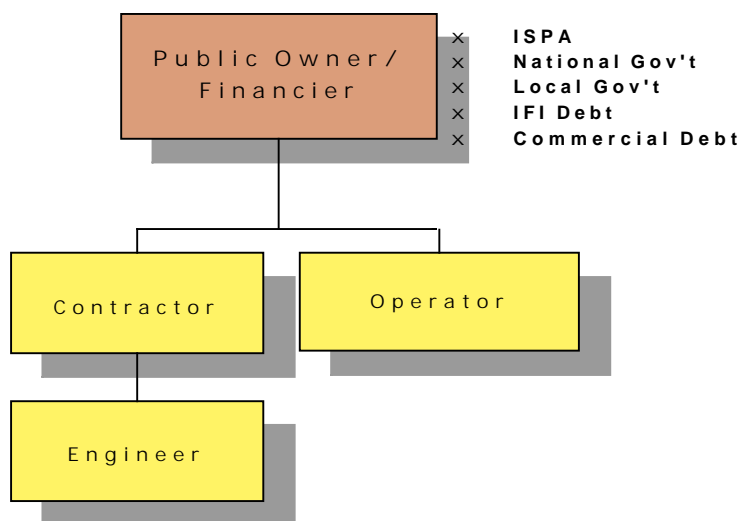 Public Owner/
Financier
× ISPA
× National Gov't
× Local Gov't
× IFI Debt
× Commercial Debt
Contractor
Operator
Engineer